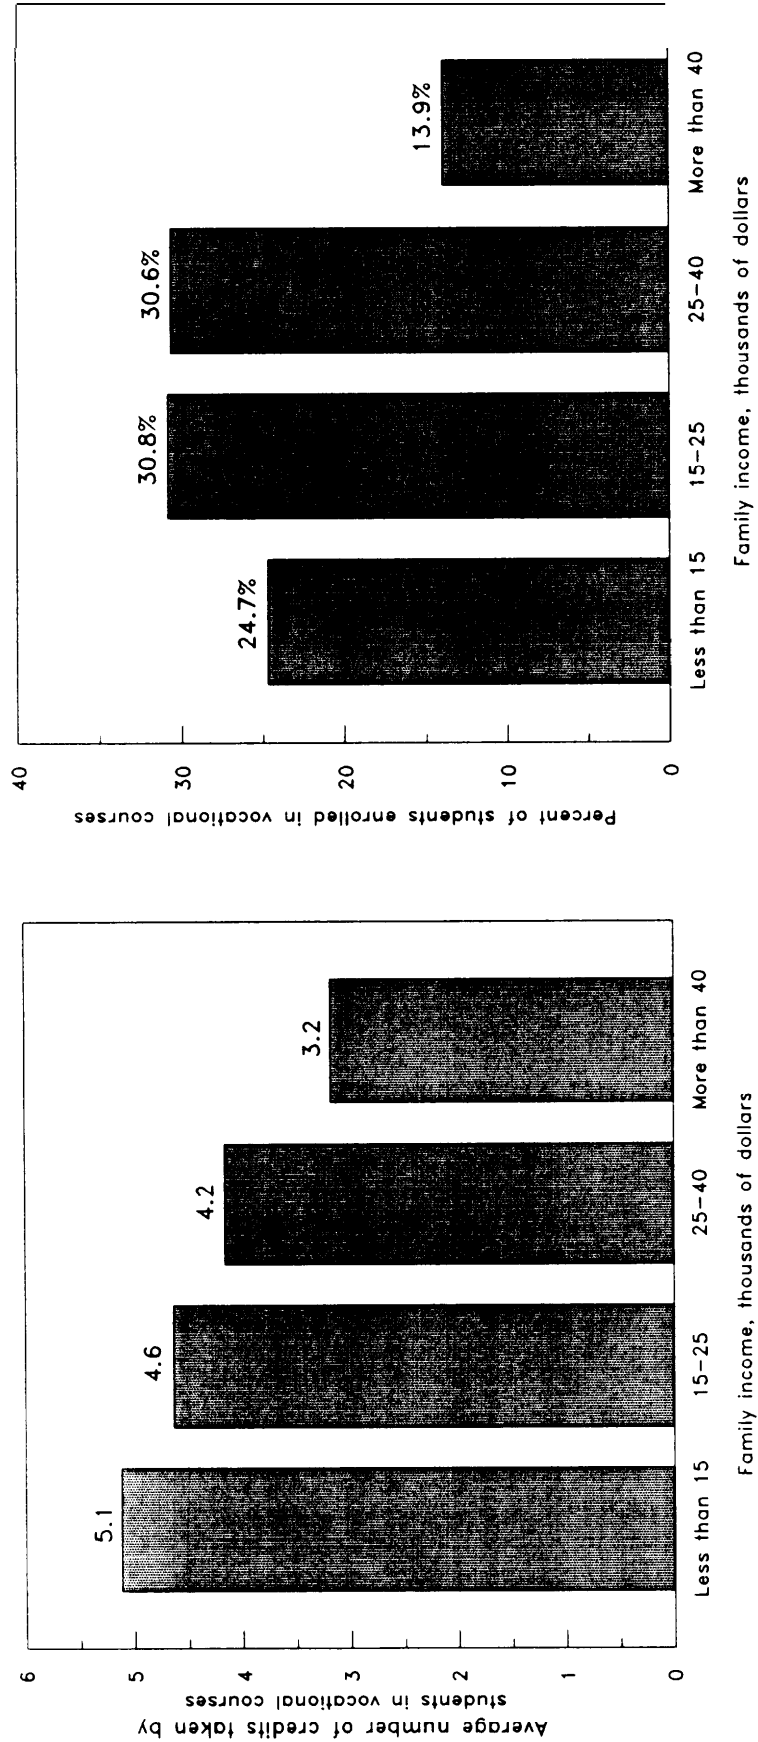 Average number of credits taken by
students in vocational courses
6
5
4
3
2
1
0
5.1
4.6
4.2
3.2
Less than 15
15–25
25–40
More than 40
Family income, thousands of dollars
Percent of students enrolled in vocational courses
40
30
20
10
0
24.7%
30.8%
30.6%
13.9%
Less than 15
15–25
25–40
More than 40
Family income, thousands of dollars